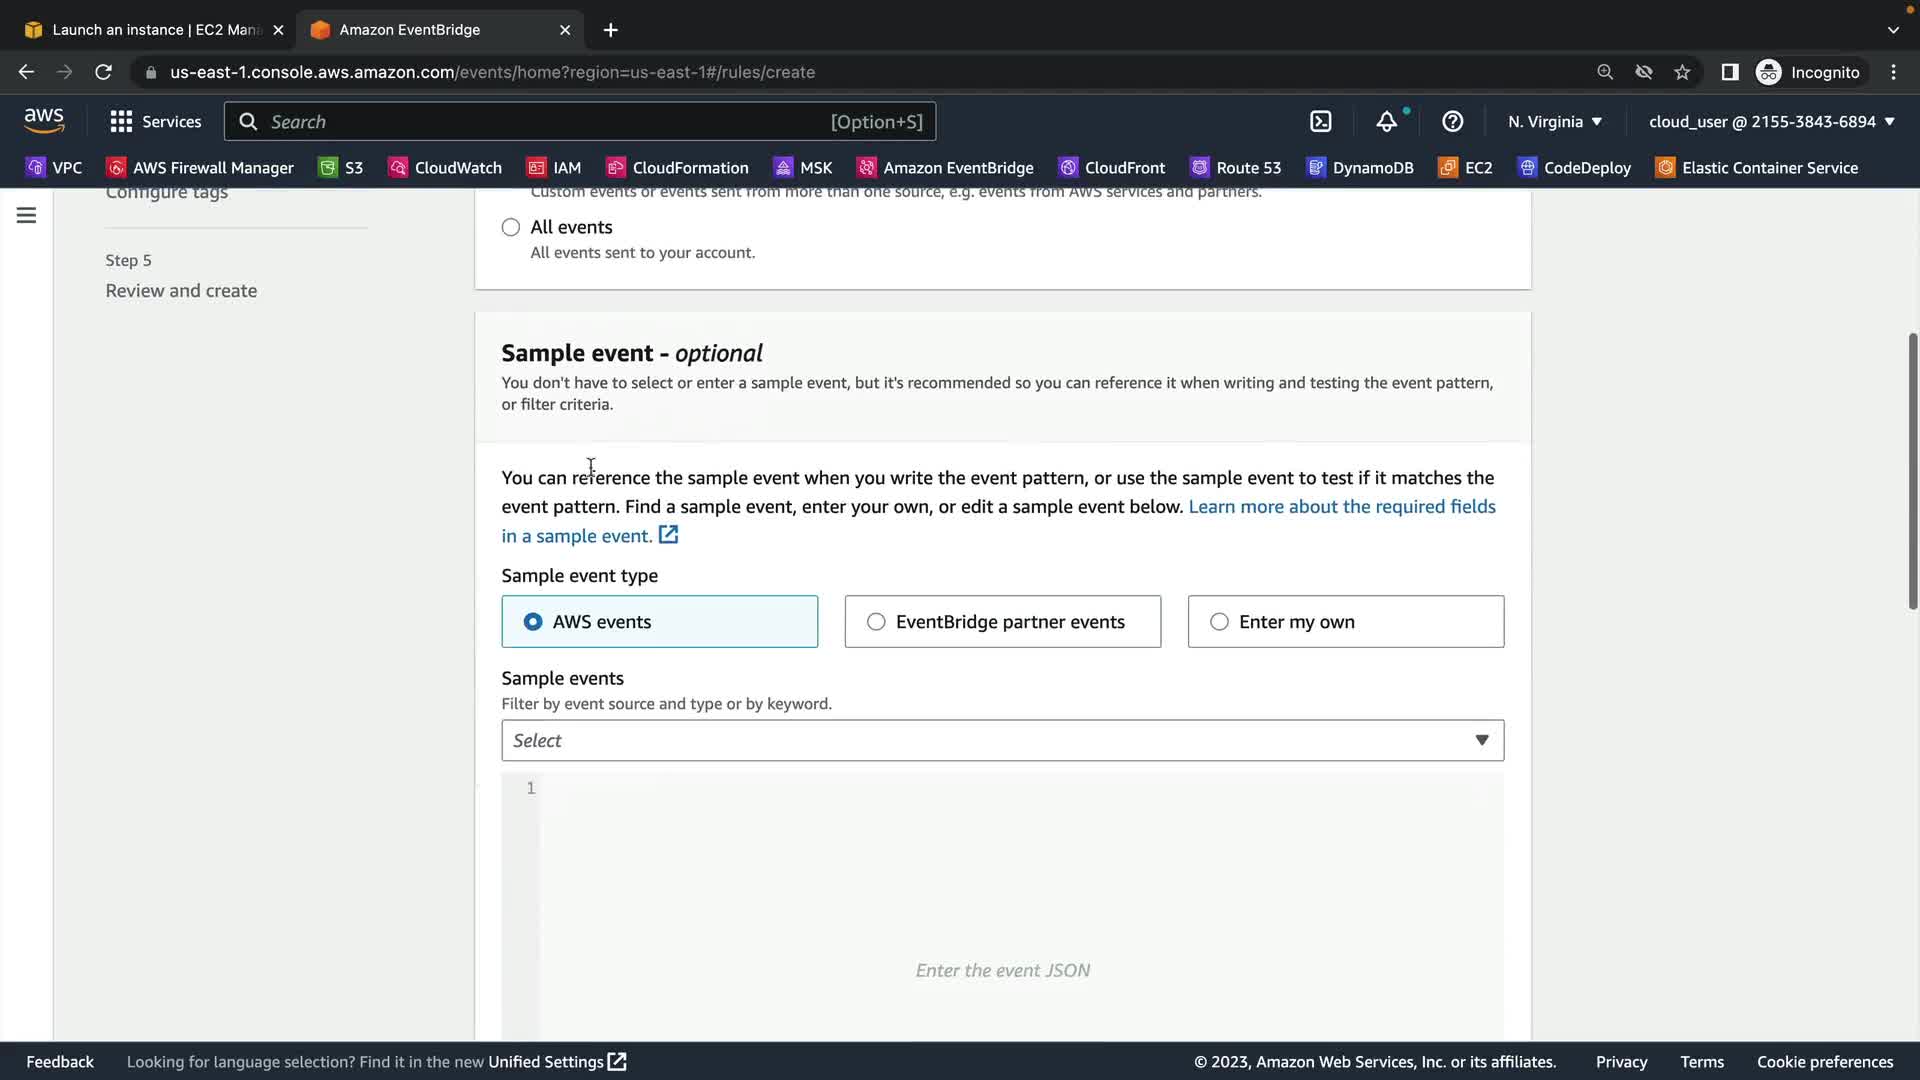 Launch an instance | EC2 Mana
Amazon EventBridge
us-east-1.console.aws.amazon.com/events/home?region=us-east-1#/rules/create
Incognito
aws
Services
Search
[Option+S]
N. Virginia
cloud_user @ 2155-3843-6894
VPC
AWS Firewall Manager
S3
CloudWatch
IAM
CloudFormation
MSK
Amazon EventBridge
CloudFront
Route 53
DynamoDB
EC2
CodeDeploy
Elastic Container Service
Configure tags
Step 5
Review and create
Custom events or events sent from more than one source, e.g. events from AWS services and partners.
All events
All events sent to your account.
Sample event - optional
You don't have to select or enter a sample event, but it's recommended so you can reference it when writing and testing the event pattern,
or filter criteria.
You can reference the sample event when you write the event pattern, or use the sample event to test if it matches the
event pattern. Find a sample event, enter your own, or edit a sample event below. Learn more about the required fields
in a sample event.
Sample event type
AWS events
EventBridge partner events
Enter my own
Sample events
Filter by event source and type or by keyword.
Select
1
Enter the event JSON
Feedback
Looking for language selection? Find it in the new Unified Settings
© 2023, Amazon Web Services, Inc. or its affiliates.
Privacy
Terms
Cookie preferences